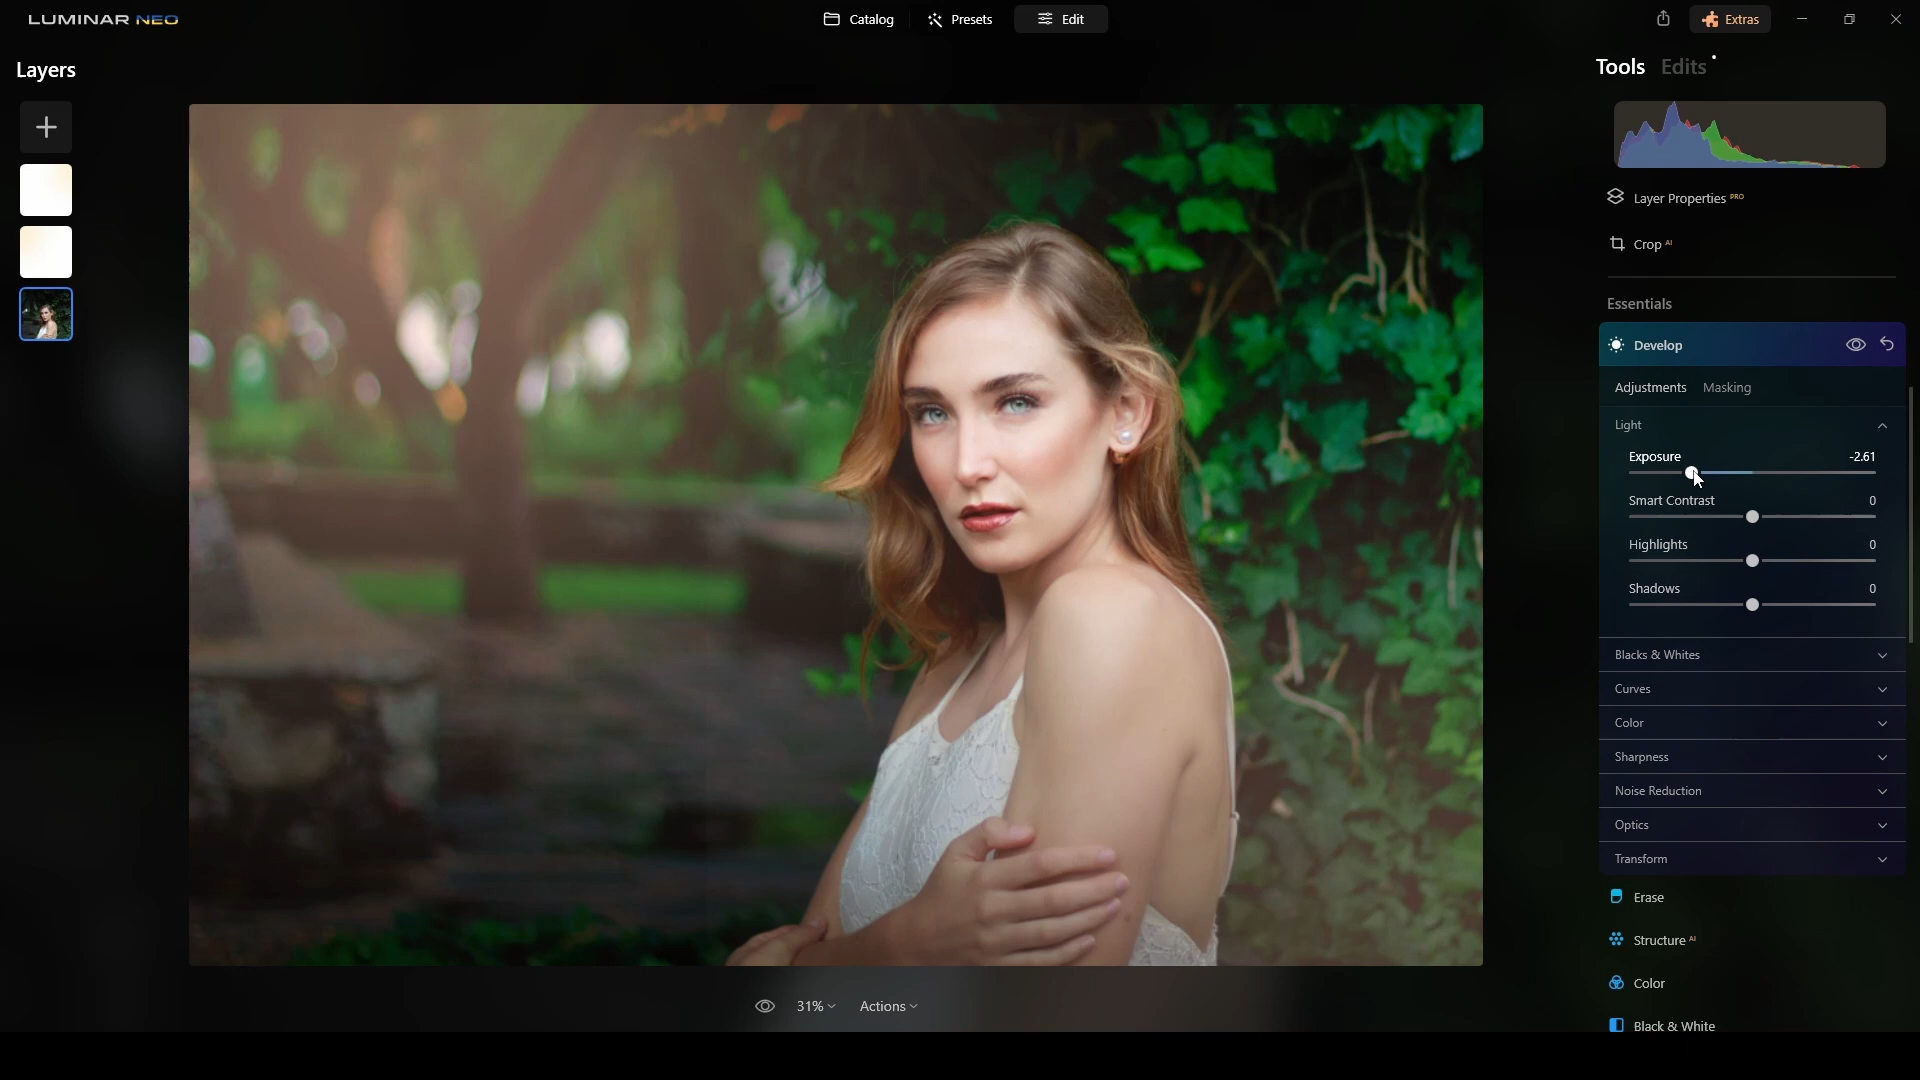 LUMINAR NEO
Catalog
Presets
Edit
Extras
Layers
Tools
Edits
Layer Properties PRO
Crop AI
Essentials
Develop
Adjustments
Masking
Light
Exposure
-2.61
Smart Contrast
0
Highlights
0
Shadows
0
Blacks & Whites
Curves
Color
Sharpness
Noise Reduction
Optics
Transform
Erase
Structure AI
Color
Black & White
31%
Actions